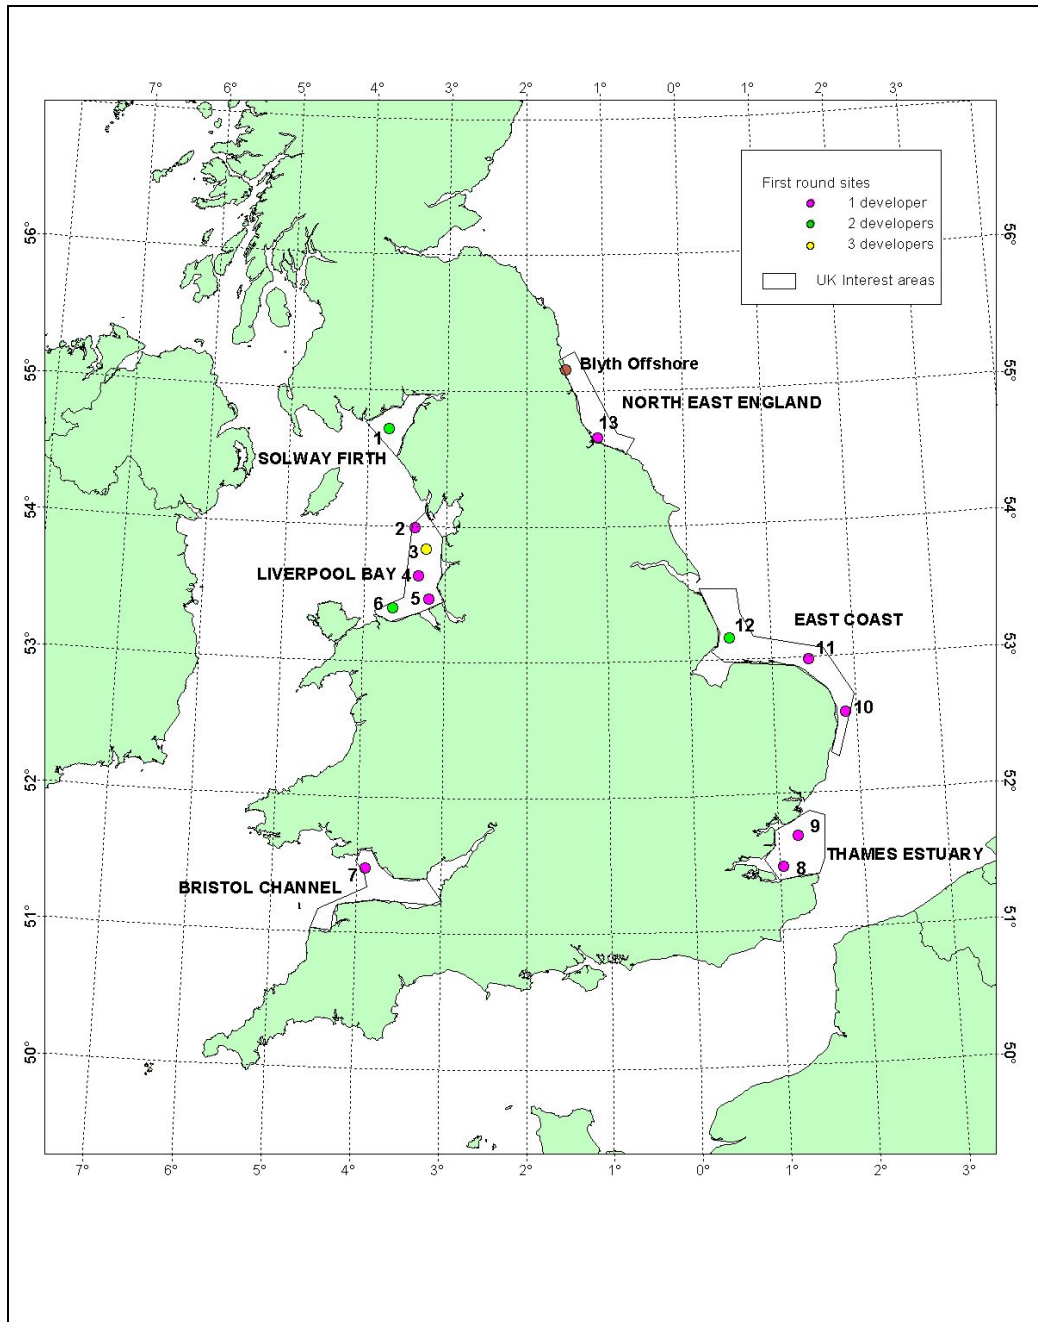 7° 6° 5° 4° 3° 2° 1° 0° 1° 2° 3°
First round sites
1 developer
2 developers
3 developers
UK Interest areas
56° 56°
55° 55°
Blyth Offshore
NORTH EAST ENGLAND
13
1
SOLWAY FIRTH
54° 54°
2
3
LIVERPOOL BAY 4
5
6
12
EAST COAST
11
53° 53°
10
52° 52°
9
THAMES ESTUARY
8
7
BRISTOL CHANNEL
51° 51°
50° 50°
7° 6° 5° 4° 3° 2° 1° 0° 1° 2° 3°